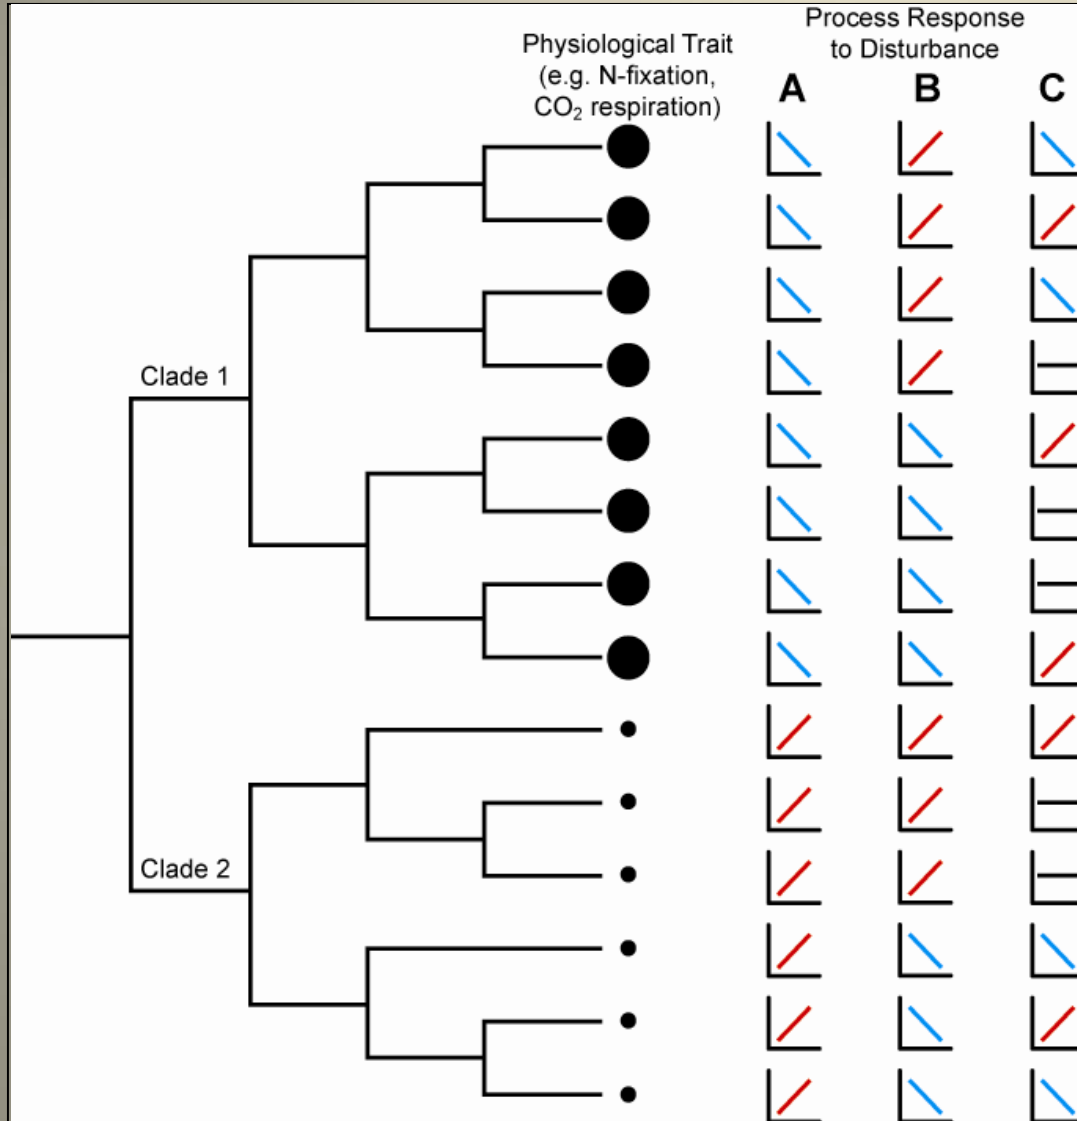 Process Response
to Disturbance
Physiological Trait
(e.g. N-fixation,
CO₂ respiration)
A B C
Clade 1
Clade 2